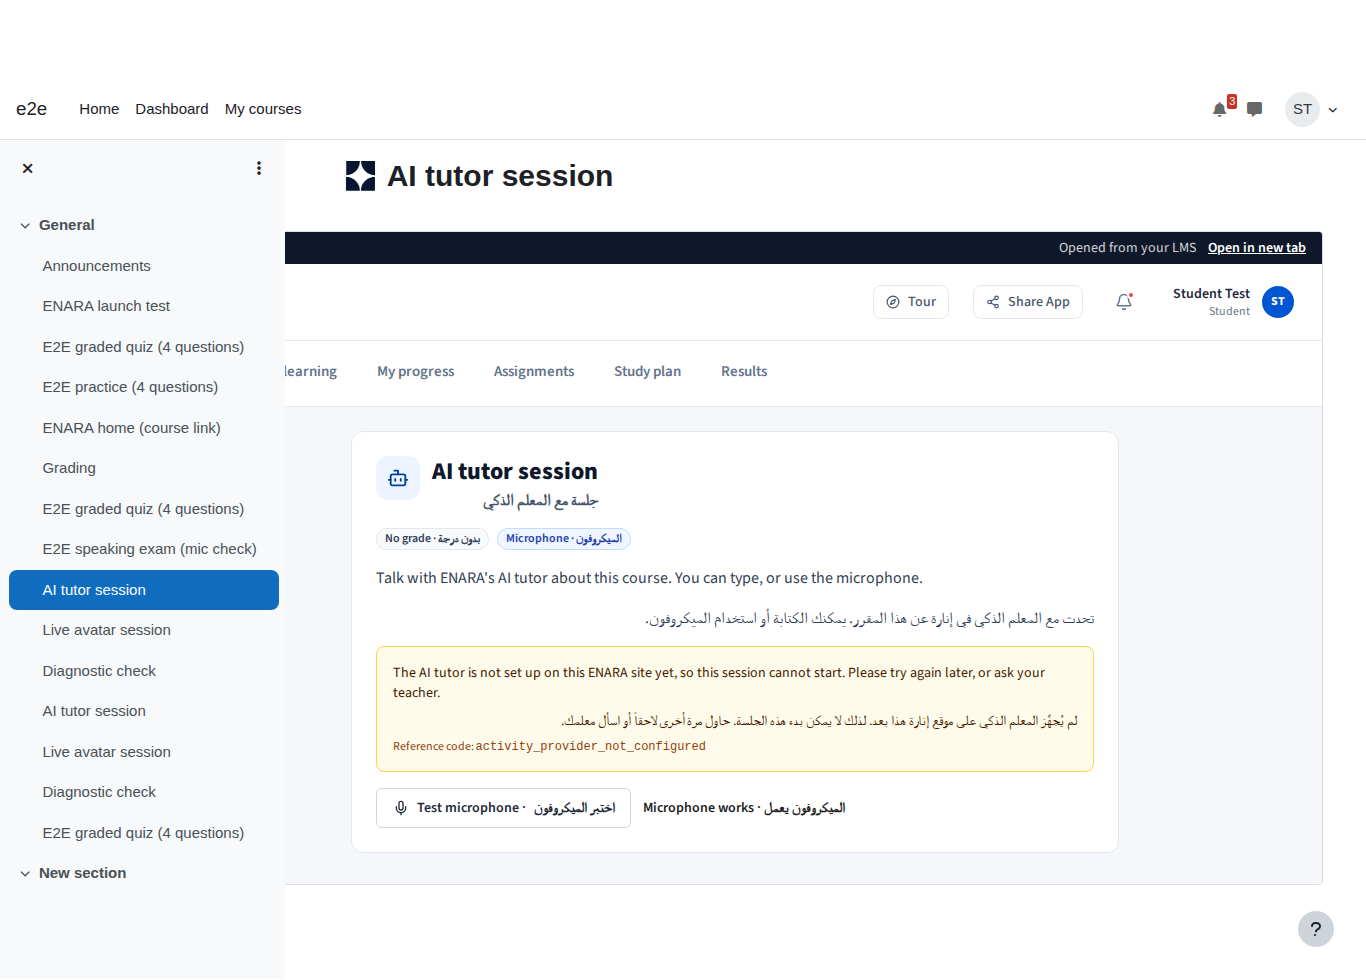 e2e
Home
Dashboard
My courses
3
ST
General
Announcements
ENARA launch test
E2E graded quiz (4 questions)
E2E practice (4 questions)
ENARA home (course link)
Grading
E2E graded quiz (4 questions)
E2E speaking exam (mic check)
AI tutor session
Live avatar session
Diagnostic check
AI tutor session
Live avatar session
Diagnostic check
E2E graded quiz (4 questions)
New section
AI tutor session
Opened from your LMS Open in new tab
Tour
Share App
Student Test
Student
ST
learning
My progress
Assignments
Study plan
Results
AI tutor session
جلسة مع المعلم الذكي
No grade · بدون درجة
Microphone · الميكروفون
Talk with ENARA's AI tutor about this course. You can type, or use the microphone.
تحدث مع المعلم الذكي في إنارة عن هذا المقرر. يمكنك الكتابة أو استخدام الميكروفون.
The AI tutor is not set up on this ENARA site yet, so this session cannot start. Please try again later, or ask your
teacher.
لم يُجهَّز المعلم الذكي على موقع إنارة هذا بعد. لذلك لا يمكن بدء هذه الجلسة. حاول مرة أخرى لاحقاً أو اسأل معلمك.
Reference code: activity_provider_not_configured
Test microphone · اختبر الميكروفون
Microphone works · الميكروفون يعمل
?